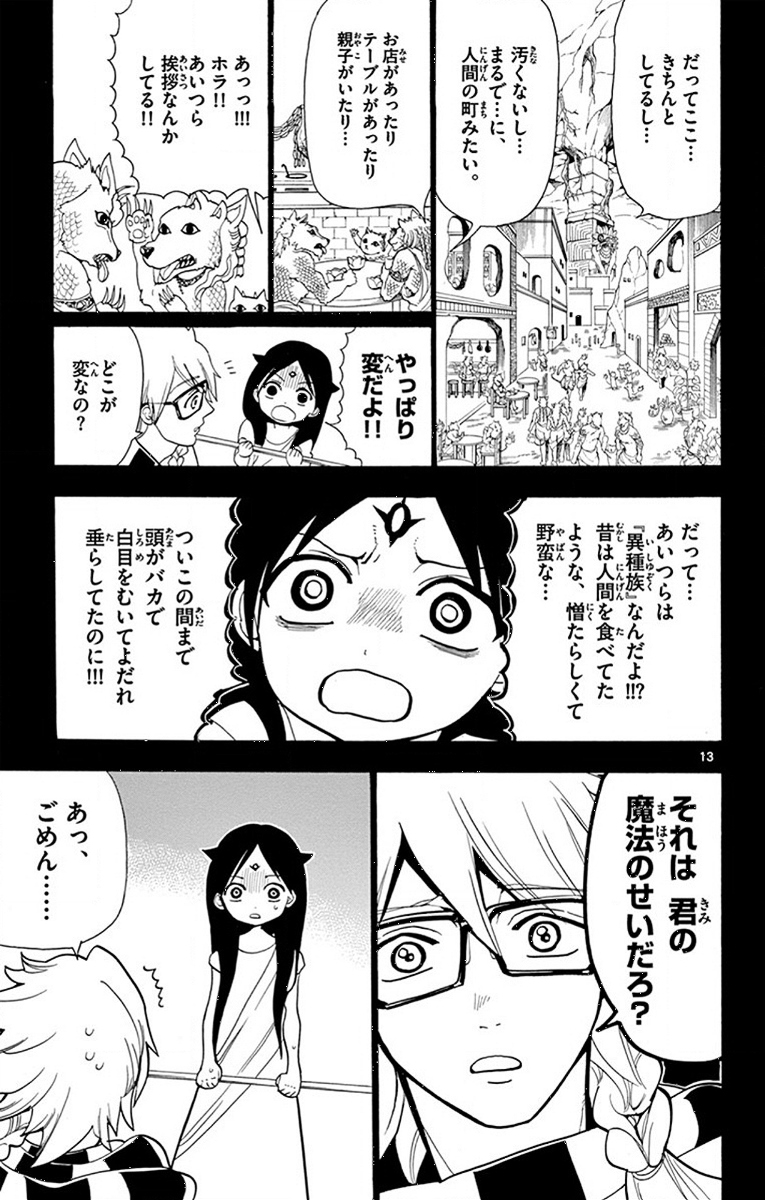 だってここ…
きちんと
してるし…
汚くないし…
まるで…に、
人間の町みたい。
お店があったり
テーブルがあったり
親子がいたり…
あっっ!!!
ホラ!!
あいつら
挨拶なんか
してる!!
やっぱり
変だよ!!
どこが
変なの?
だって…
あいつらは
『異種族』なんだよ!!?
昔は人間を食べてた
ような、憎たらしくて
野蛮な…
ついこの間まで
頭がバカで
白目をむいてよだれ
垂らしてたのに!!!
13
それは 君の
魔法のせいだろ?
あっ、
ごめん……